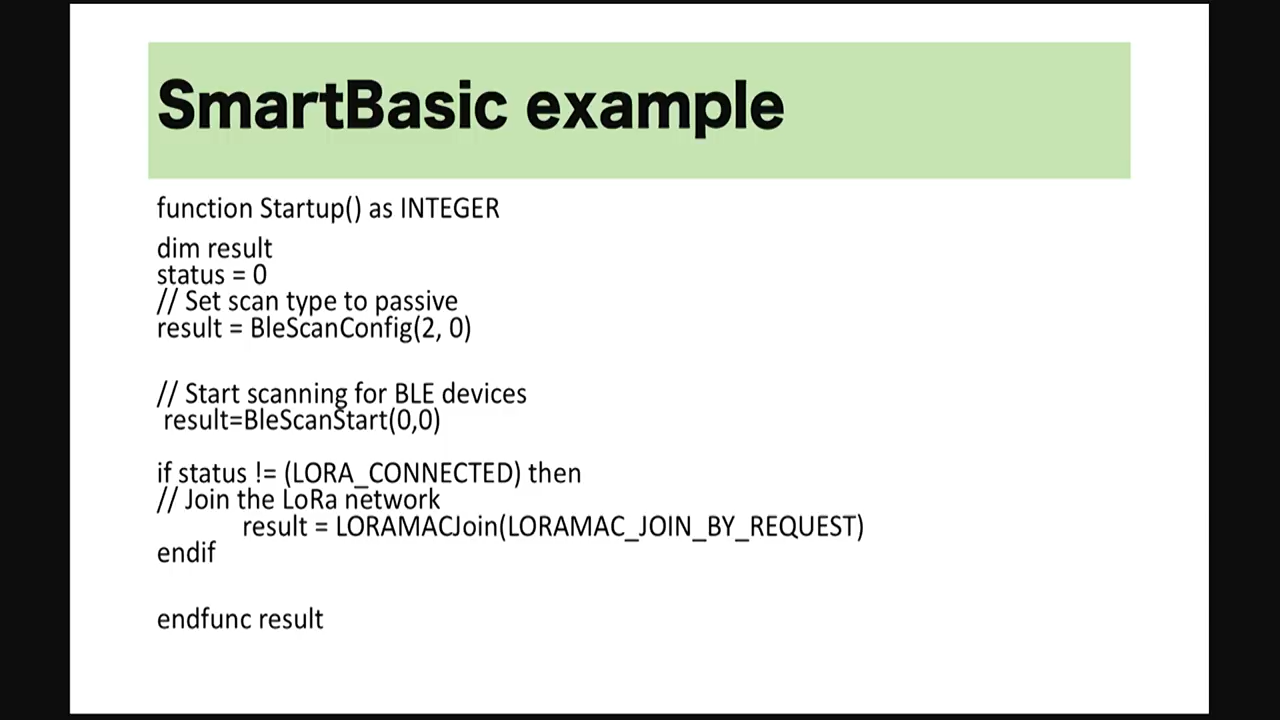 SmartBasic example
function Startup() as INTEGER
dim result
status = 0
// Set scan type to passive
result = BleScanConfig(2, 0)
// Start scanning for BLE devices
result=BleScanStart(0,0)
if status != (LORA_CONNECTED) then
// Join the LoRa network
result = LORAMACJoin(LORAMAC_JOIN_BY_REQUEST)
endif
endfunc result